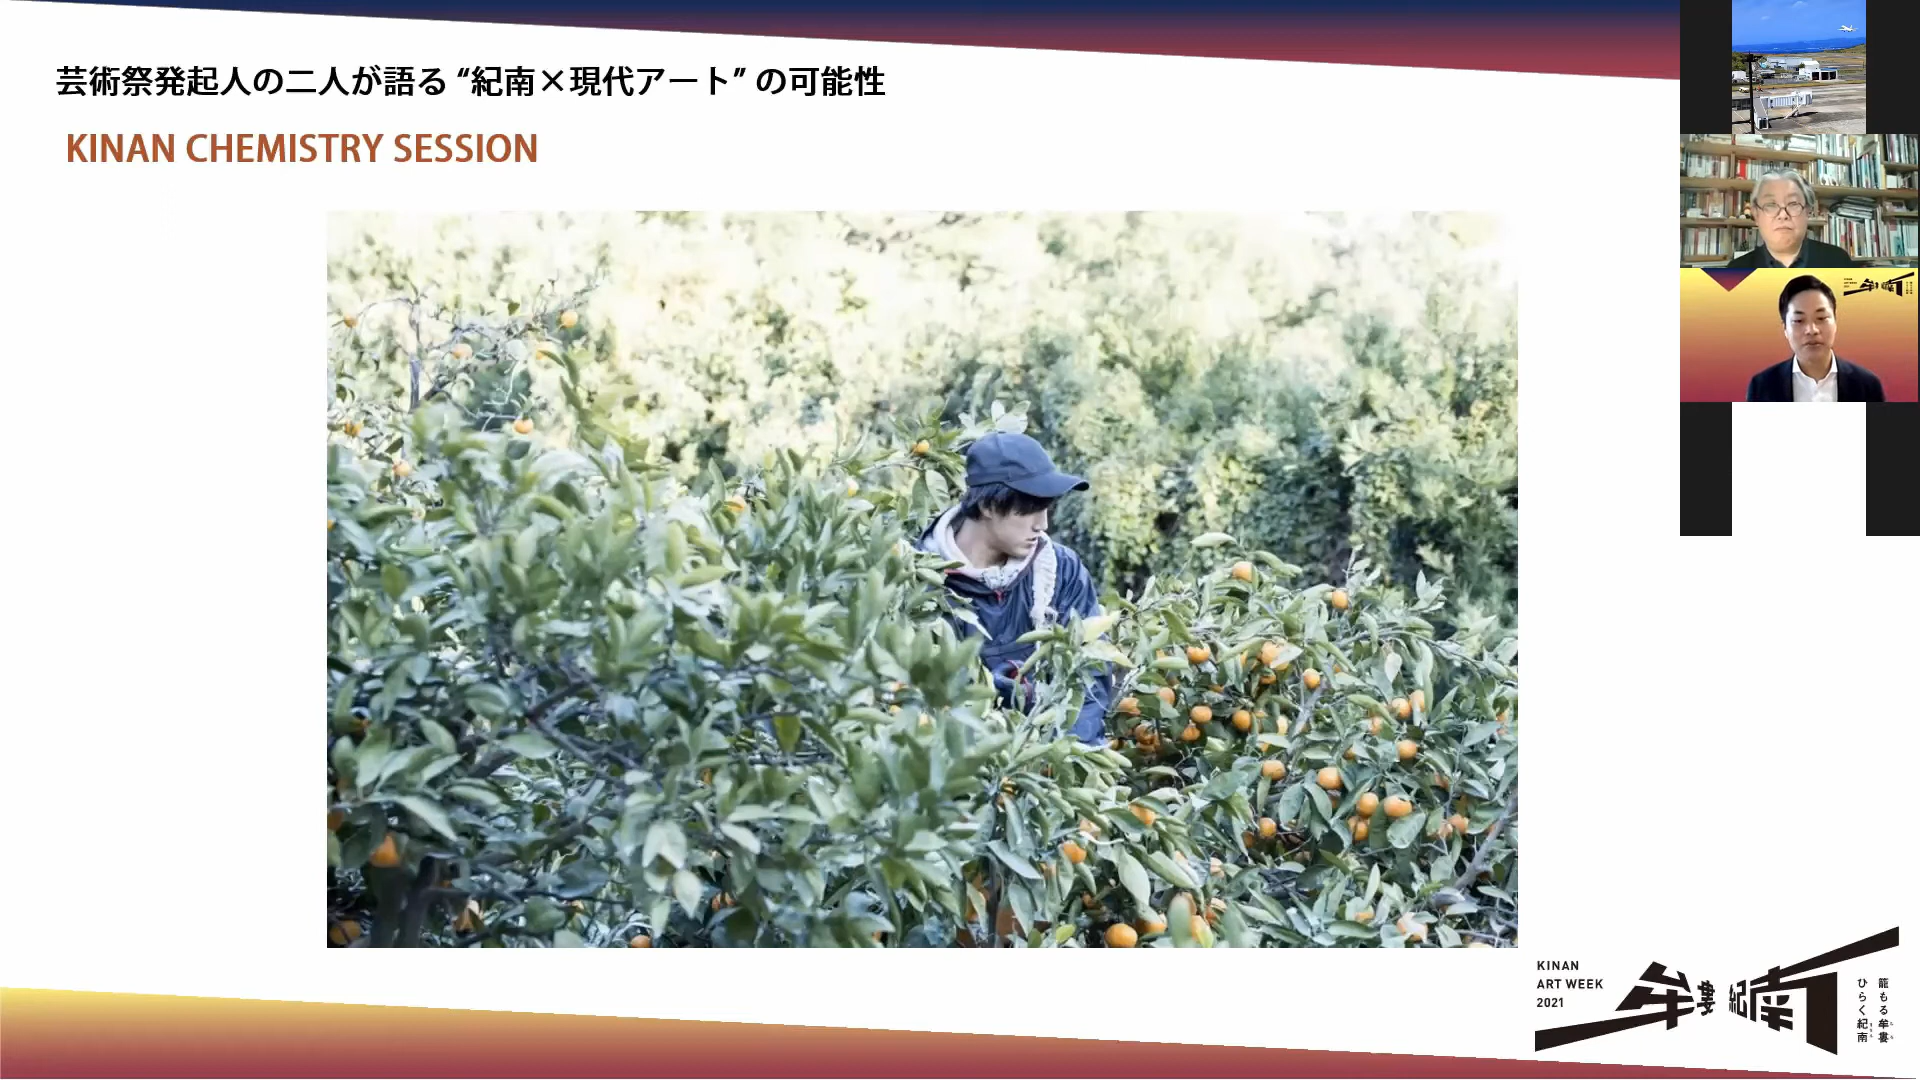 芸術祭発起人の二人が語る “紀南×現代アート” の可能性
KINAN CHEMISTRY SESSION
KINAN
ART WEEK
2021
牟婁 紀南
籠もる牟婁
ひらく紀南